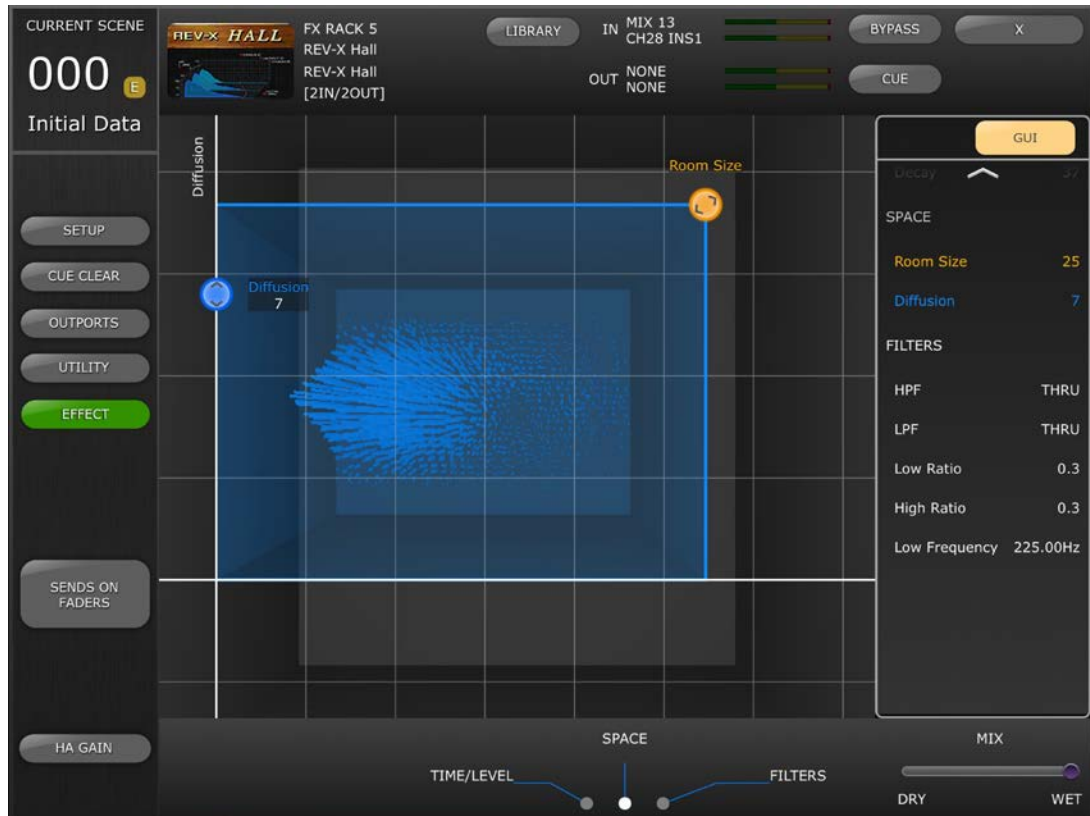 CURRENT SCENE
000 E
Initial Data
SETUP
CUE CLEAR
OUTPORTS
UTILITY
EFFECT
SENDS ON
FADERS
HA GAIN
REV-X HALL
FX RACK 5
REV-X Hall
REV-X Hall
[2IN/2OUT]
LIBRARY
IN MIX 13
CH28 INS1
OUT NONE
NONE
BYPASS
X
CUE
Diffusion
Room Size
Diffusion
7
GUI
Decay 37
SPACE
Room Size 25
Diffusion 7
FILTERS
HPF THRU
LPF THRU
Low Ratio 0.3
High Ratio 0.3
Low Frequency 225.00Hz
SPACE
TIME/LEVEL
FILTERS
MIX
DRY WET